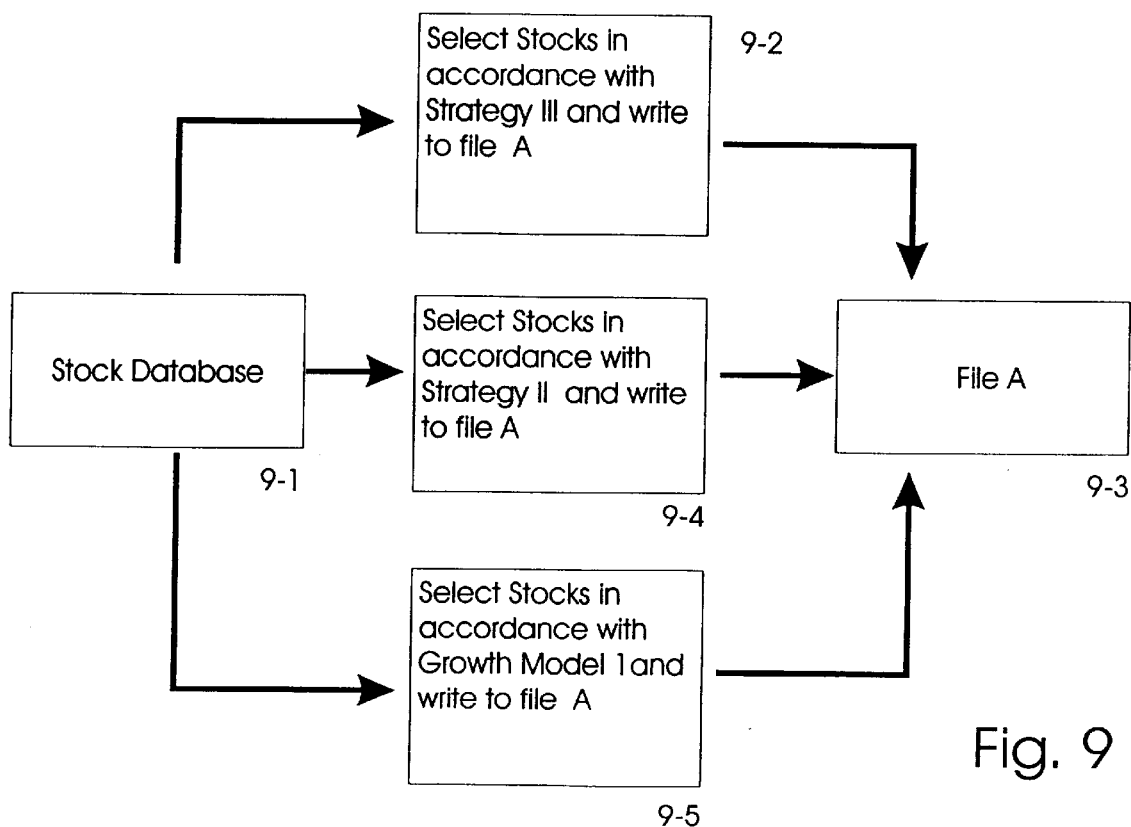 Select Stocks in
accordance with
Strategy III and write
to file A
9-2
Stock Database
9-1
Select Stocks in
accordance with
Strategy II and write
to file A
9-4
File A
9-3
Select Stocks in
accordance with
Growth Model 1 and
write to file A
9-5
Fig. 9